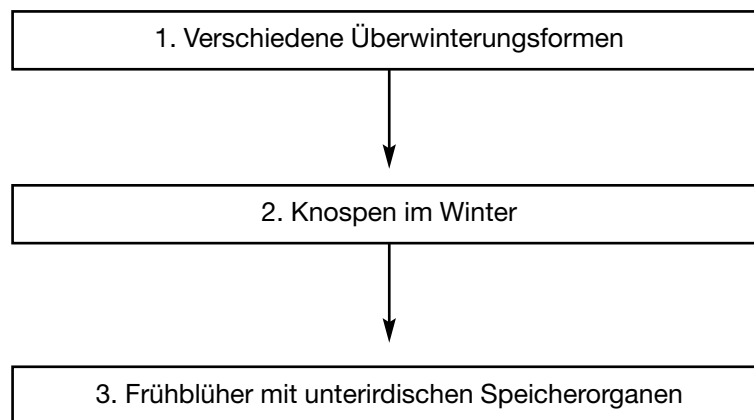 1. Verschiedene Überwinterungsformen
2. Knospen im Winter
3. Frühblüher mit unterirdischen Speicherorganen